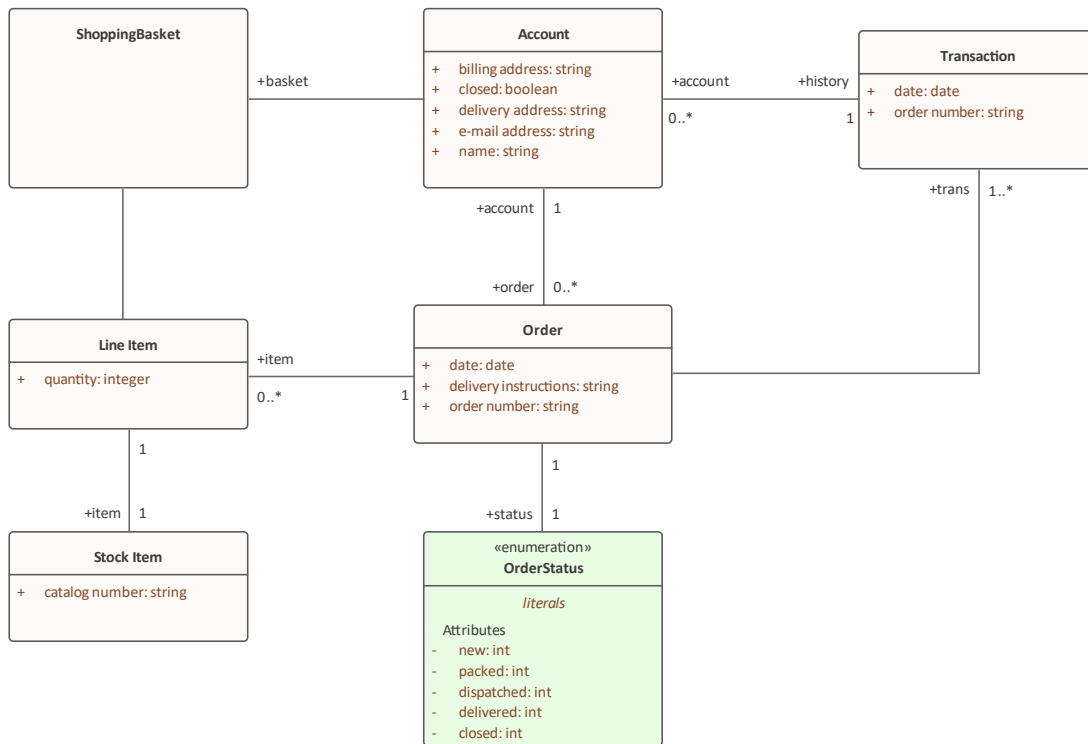 ShoppingBasket
+basket
Account
+ billing address: string
+ closed: boolean
+ delivery address: string
+ e-mail address: string
+ name: string
+account
0..*
+history
1
Transaction
+ date: date
+ order number: string
+trans
1..*
+account
1
+order
0..*
Line Item
+ quantity: integer
+item
0..*
1
Order
+ date: date
+ delivery instructions: string
+ order number: string
1
+item
1
1
+status
1
Stock Item
+ catalog number: string
«enumeration»
OrderStatus
literals
Attributes
- new: int
- packed: int
- dispatched: int
- delivered: int
- closed: int